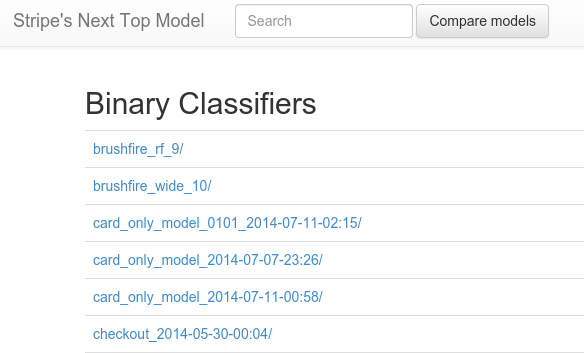 Stripe's Next Top Model Search Compare models
Binary Classifiers
brushfire_rf_9/
brushfire_wide_10/
card_only_model_0101_2014-07-11-02:15/
card_only_model_2014-07-07-23:26/
card_only_model_2014-07-11-00:58/
checkout_2014-05-30-00:04/